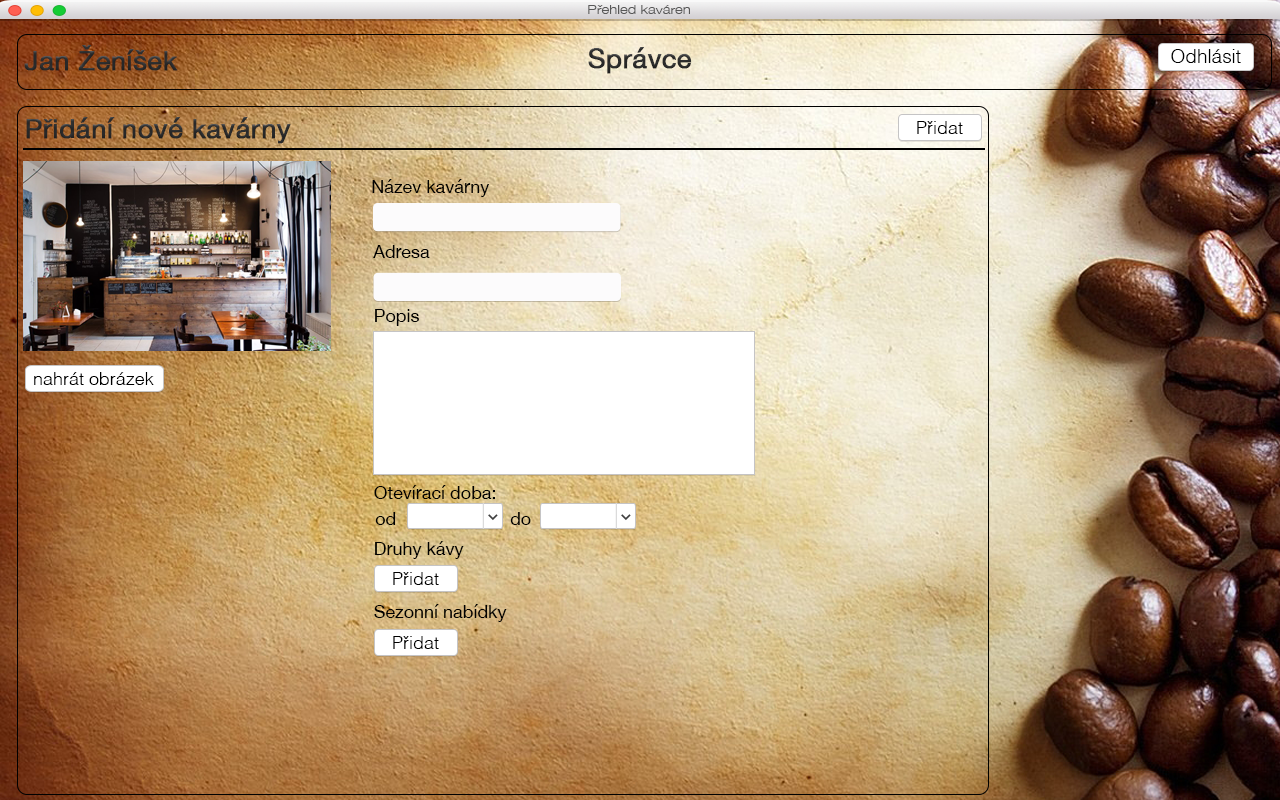 Přehled kaváren
Jan Ženíšek
Správce
Odhlásit
Přidání nové kavárny
Přidat
Název kavárny
Adresa
Popis
nahrát obrázek
Otevírací doba:
od do
Druhy kávy
Přidat
Sezonní nabídky
Přidat